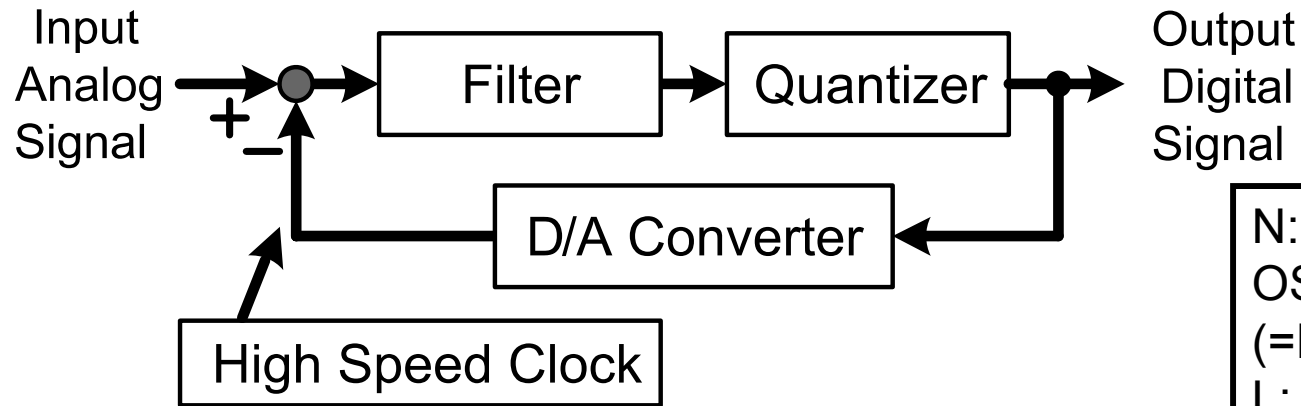 Input
Analog
Signal
+
−
Filter
Quantizer
Output
Digital
Signal
D/A Converter
High Speed Clock
N:
(=
L: